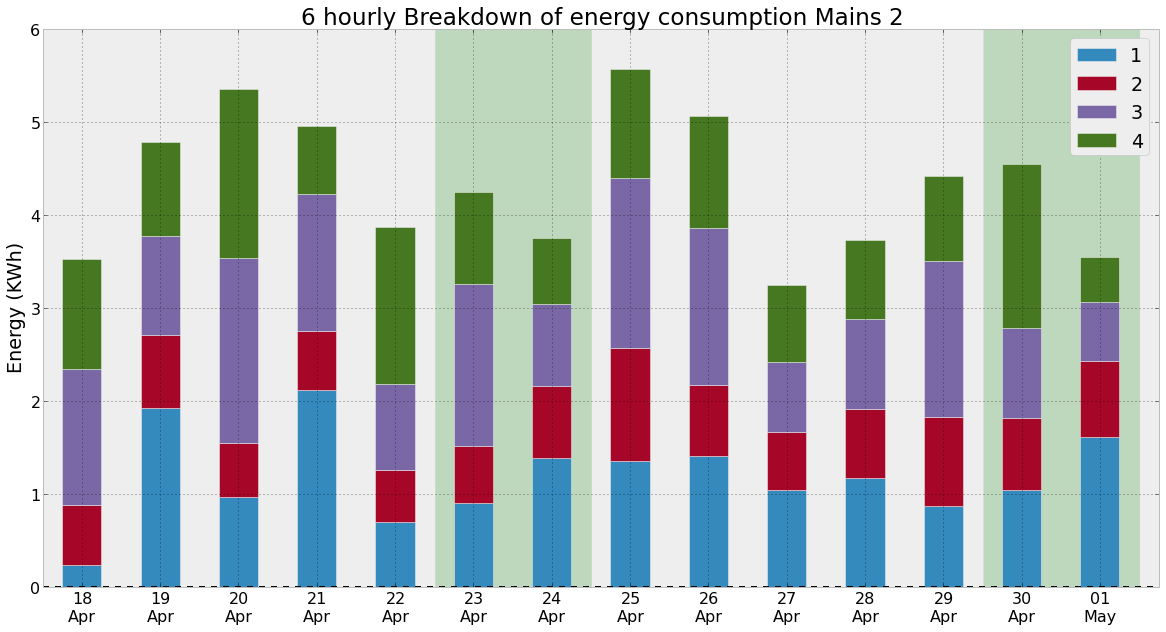 6 hourly Breakdown of energy consumption Mains 2
6
5
4
3
2
1
0
Energy (KWh)
1
2
3
4
18 19 20 21 22 23 24 25 26 27 28 29 30 01
Apr Apr Apr Apr Apr Apr Apr Apr Apr Apr Apr Apr Apr May